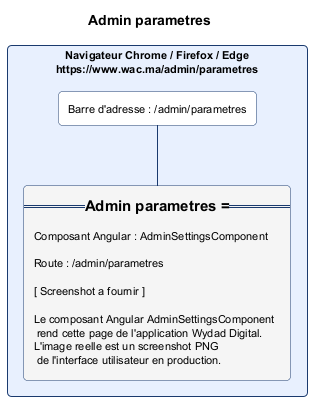 Admin parametres
Navigateur Chrome / Firefox / Edge
https://www.wac.ma/admin/parametres
Barre d'adresse : /admin/parametres
Admin parametres =
Composant Angular : AdminSettingsComponent
Route : /admin/parametres
[ Screenshot a fournir ]
Le composant Angular AdminSettingsComponent
rend cette page de l'application Wydad Digital.
L'image reelle est un screenshot PNG
de l'interface utilisateur en production.